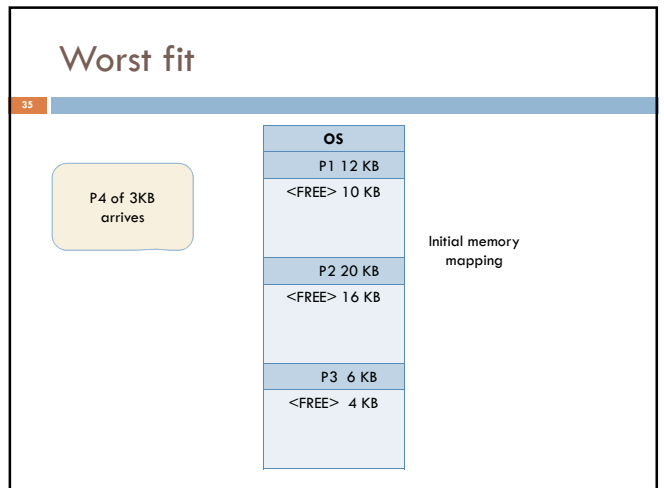 Worst fit
35
OS
P1 12 KB
<FREE> 10 KB
P4 of 3KB
arrives
Initial memory
mapping
P2 20 KB
<FREE> 16 KB
P3 6 KB
<FREE> 4 KB